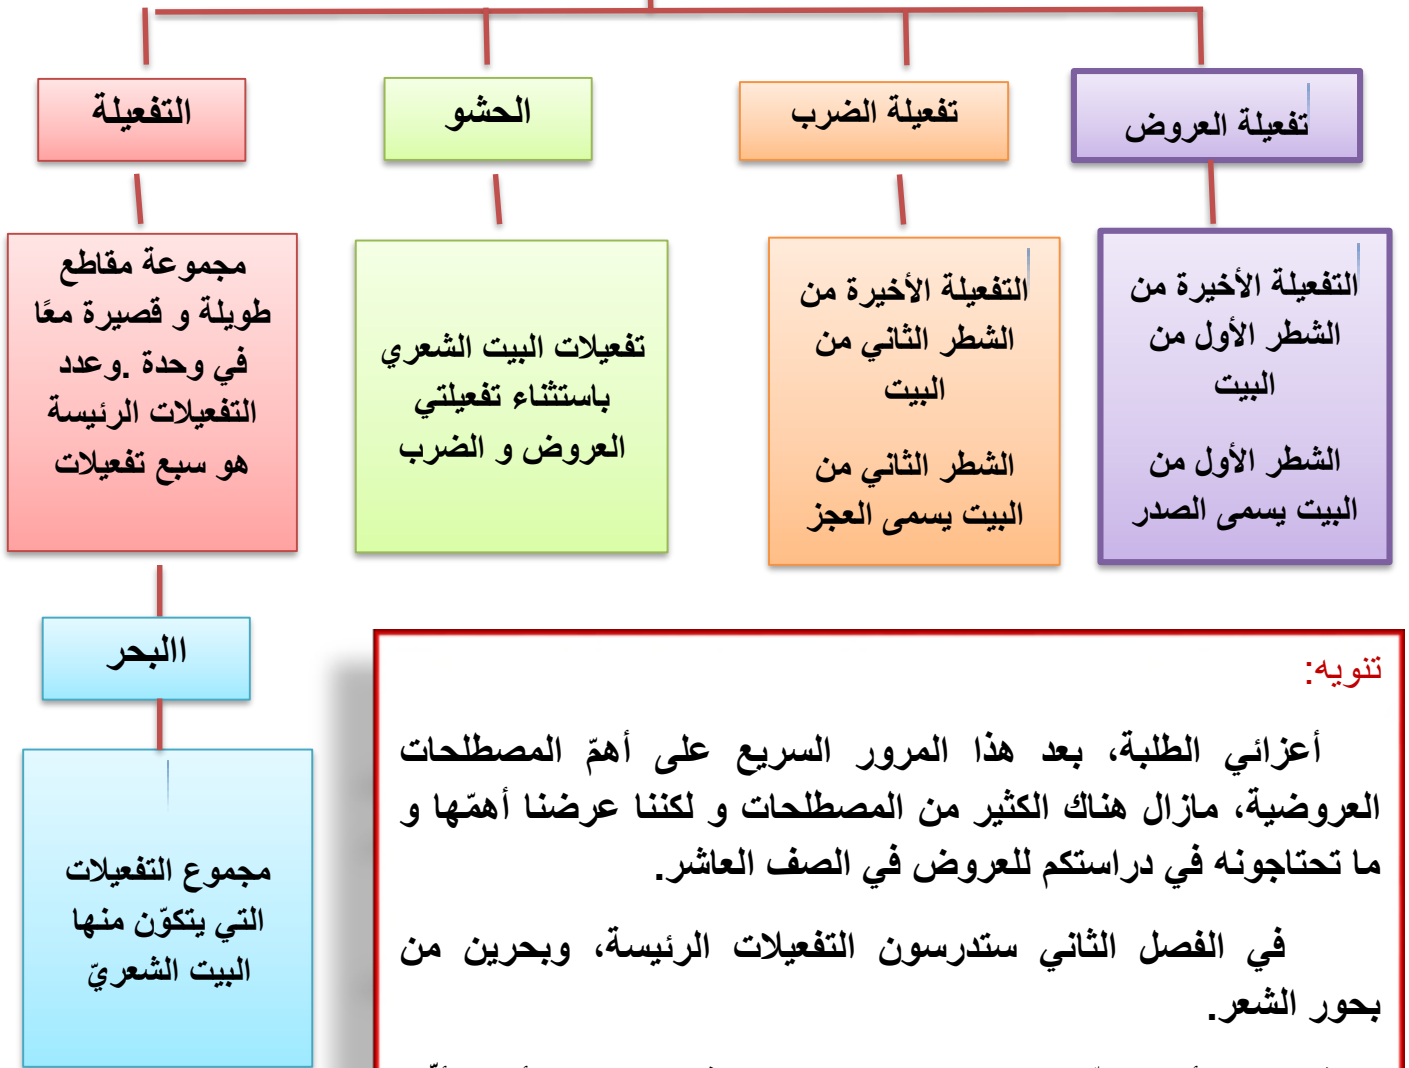 تفعيلة العروض
تفعيلة الضرب
الحشو
التفعيلة
التفعيلة الأخيرة من
الشطر الأول من
البيت
الشطر الأول من
البيت يسمى الصدر
التفعيلة الأخيرة من
الشطر الثاني من
البيت
الشطر الثاني من
البيت يسمى العجز
تفعيلات البيت الشعري
باستثناء تفعيلتي
العروض و الضرب
مجموعة مقاطع
طويلة و قصيرة معًا
في وحدة .وعدد
التفعيلات الرئيسة
هو سبع تفعيلات
االبحر
مجموع التفعيلات
التي يتكوّن منها
البيت الشعريّ
تنويه:
أعزائي الطلبة، بعد هذا المرور السريع على أهمّ المصطلحات
العروضية، مازال هناك الكثير من المصطلحات و لكننا عرضنا أهمّها و
ما تحتاجونه في دراستكم للعروض في الصف العاشر.
في الفصل الثاني ستدرسون التفعيلات الرئيسة، وبحرين من
بحور الشعر.